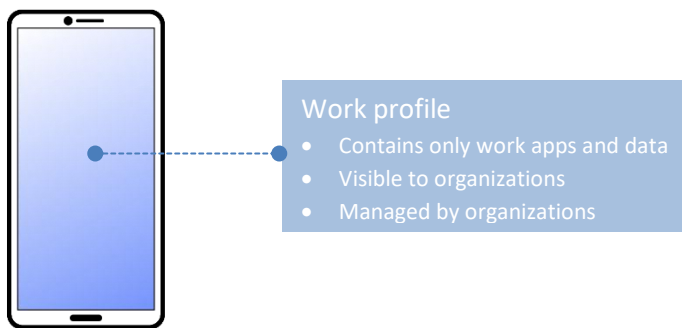 Work profile
• Contains only work apps and data
• Visible to organizations
• Managed by organizations